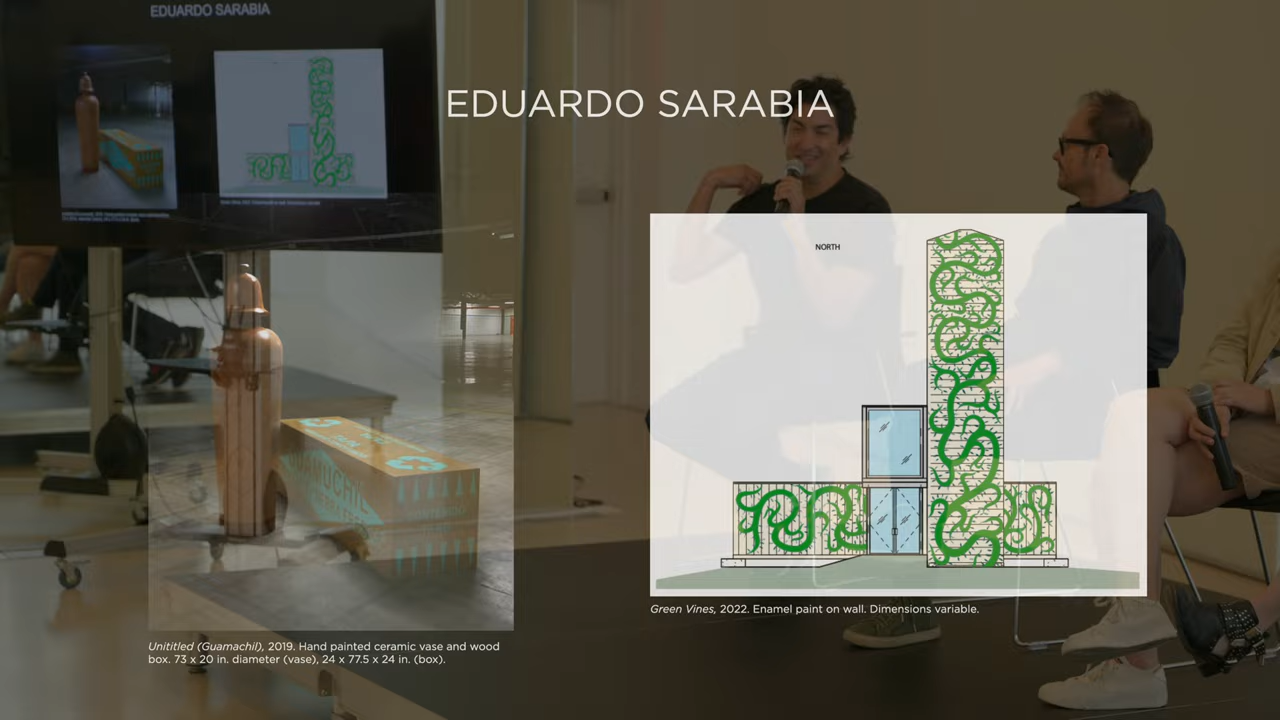 EDUARDO SARABIA
EDUARDO SARABIA
NORTH
Green Vines, 2022. Enamel paint on wall. Dimensions variable.
Unititled (Guamachil), 2019. Hand painted ceramic vase and wood
box. 73 x 20 in. diameter (vase), 24 x 77.5 x 24 in. (box).